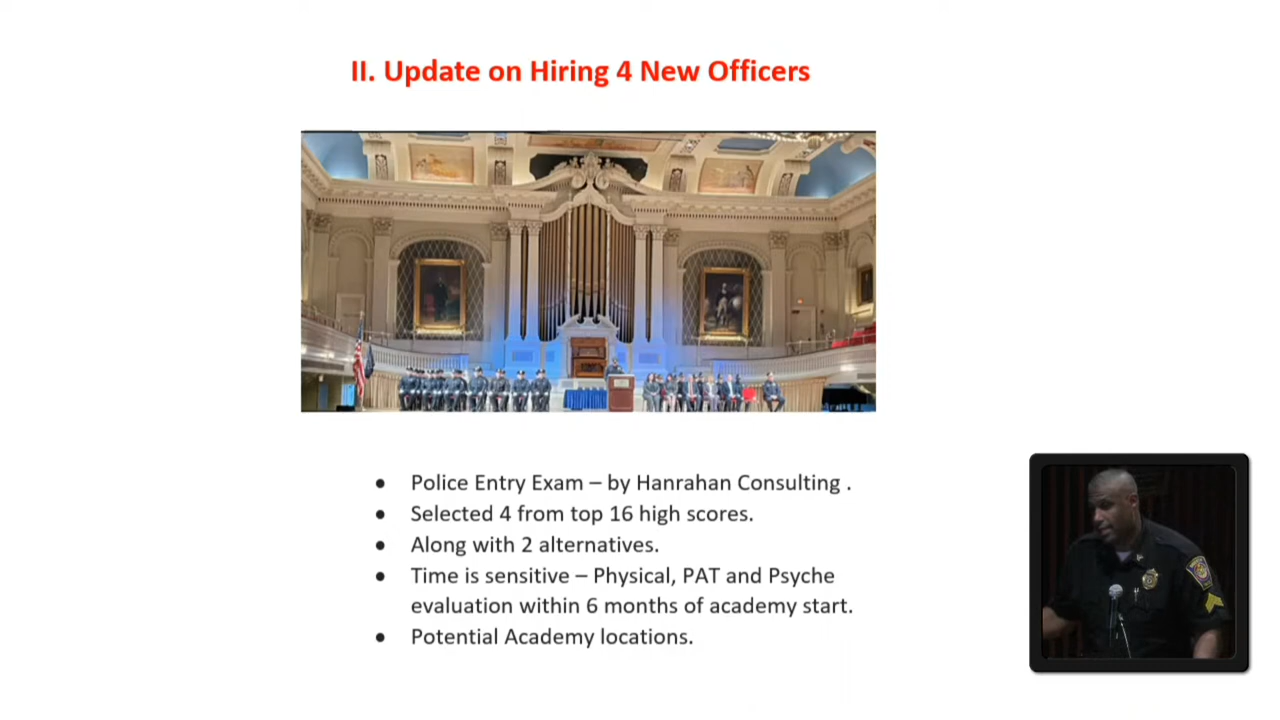 II. Update on Hiring 4 New Officers
• Police Entry Exam – by Hanrahan Consulting .
• Selected 4 from top 16 high scores.
• Along with 2 alternatives.
• Time is sensitive – Physical, PAT and Psyche
evaluation within 6 months of academy start.
• Potential Academy locations.